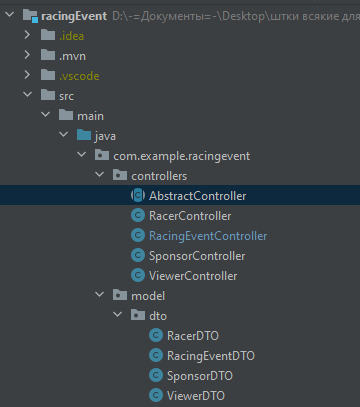 racingEvent D:\-=Документы=-\Desktop\штки всякие для
.idea
.mvn
.vscode
src
main
java
com.example.racingevent
controllers
AbstractController
RacerController
RacingEventController
SponsorController
ViewerController
model
dto
RacerDTO
RacingEventDTO
SponsorDTO
ViewerDTO